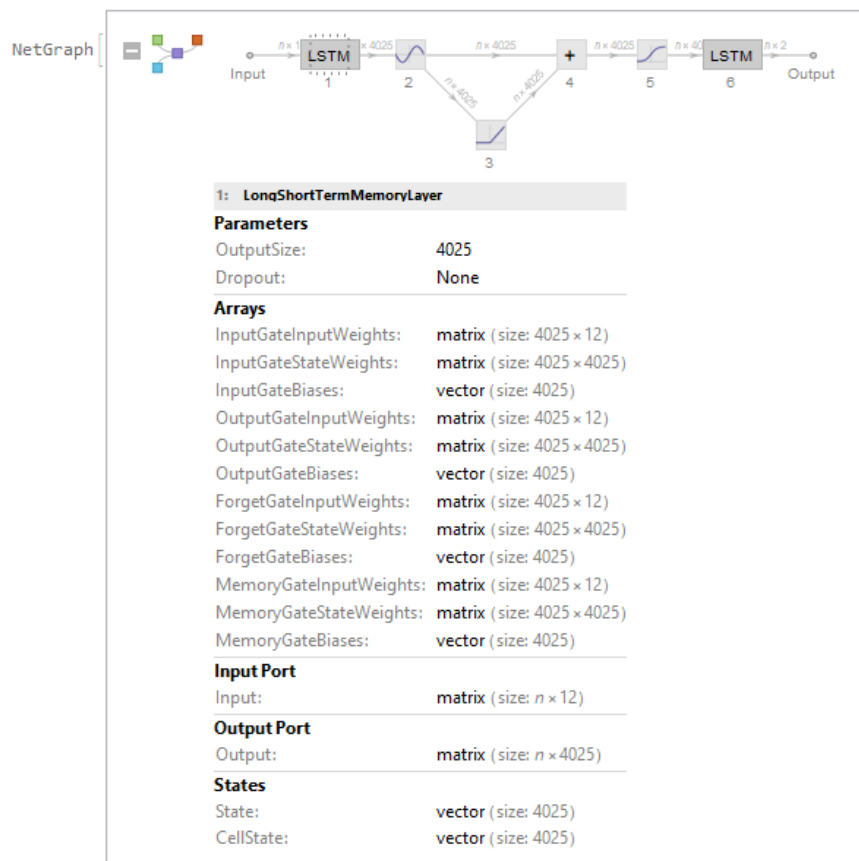 NetGraph
n×1 n×4025 n×4025 n×4025 n×2
Input LSTM + LSTM Output
1 2 4 5 6
n×4025 n×4025
3
1: LongShortTermMemoryLayer
Parameters
OutputSize: 4025
Dropout: None
Arrays
InputGateInputWeights: matrix (size: 4025×12)
InputGateStateWeights: matrix (size: 4025×4025)
InputGateBiases: vector (size: 4025)
OutputGateInputWeights: matrix (size: 4025×12)
OutputGateStateWeights: matrix (size: 4025×4025)
OutputGateBiases: vector (size: 4025)
ForgetGateInputWeights: matrix (size: 4025×12)
ForgetGateStateWeights: matrix (size: 4025×4025)
ForgetGateBiases: vector (size: 4025)
MemoryGateInputWeights: matrix (size: 4025×12)
MemoryGateStateWeights: matrix (size: 4025×4025)
MemoryGateBiases: vector (size: 4025)
Input Port
Input: matrix (size: n×12)
Output Port
Output: matrix (size: n×4025)
States
State: vector (size: 4025)
CellState: vector (size: 4025)